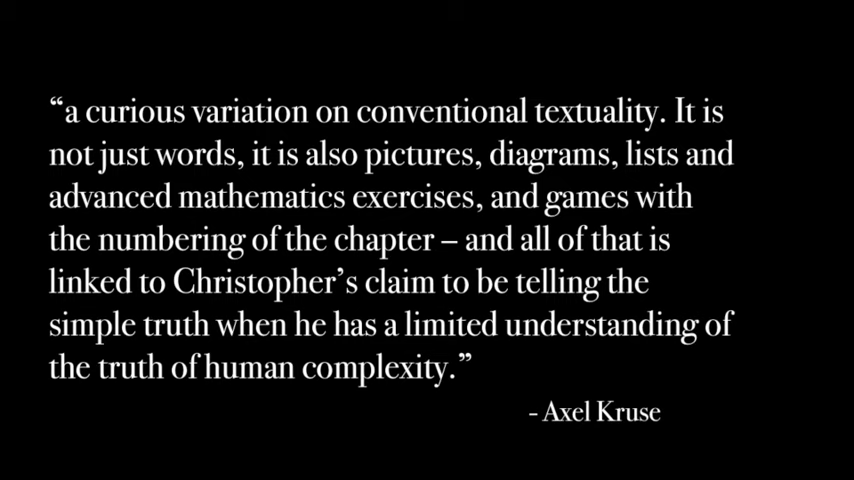 “a curious variation on conventional textuality. It is
not just words, it is also pictures, diagrams, lists and
advanced mathematics exercises, and games with
the numbering of the chapter – and all of that is
linked to Christopher’s claim to be telling the
simple truth when he has a limited understanding of
the truth of human complexity.”
- Axel Kruse